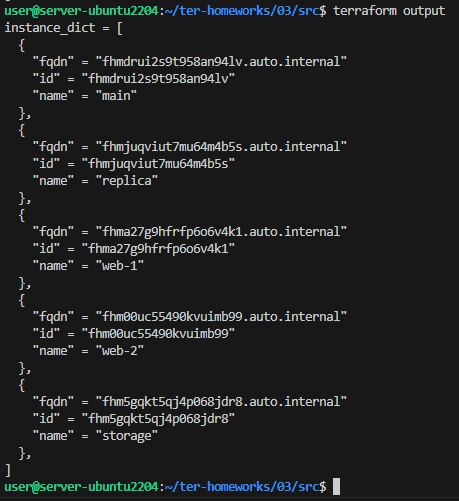 user@server-ubuntu2204:~/ter-homeworks/03/src$ terraform output
instance_dict = [
  {
    "fqdn" = "fhmdrui2s9t958an94lv.auto.internal"
    "id" = "fhmdrui2s9t958an94lv"
    "name" = "main"
  },
  {
    "fqdn" = "fhmjuqviut7mu64m4b5s.auto.internal"
    "id" = "fhmjuqviut7mu64m4b5s"
    "name" = "replica"
  },
  {
    "fqdn" = "fhma27g9hfrfp6o6v4k1.auto.internal"
    "id" = "fhma27g9hfrfp6o6v4k1"
    "name" = "web-1"
  },
  {
    "fqdn" = "fhm00uc55490kvuimb99.auto.internal"
    "id" = "fhm00uc55490kvuimb99"
    "name" = "web-2"
  },
  {
    "fqdn" = "fhm5gqkt5qj4p068jdr8.auto.internal"
    "id" = "fhm5gqkt5qj4p068jdr8"
    "name" = "storage"
  },
]
user@server-ubuntu2204:~/ter-homeworks/03/src$